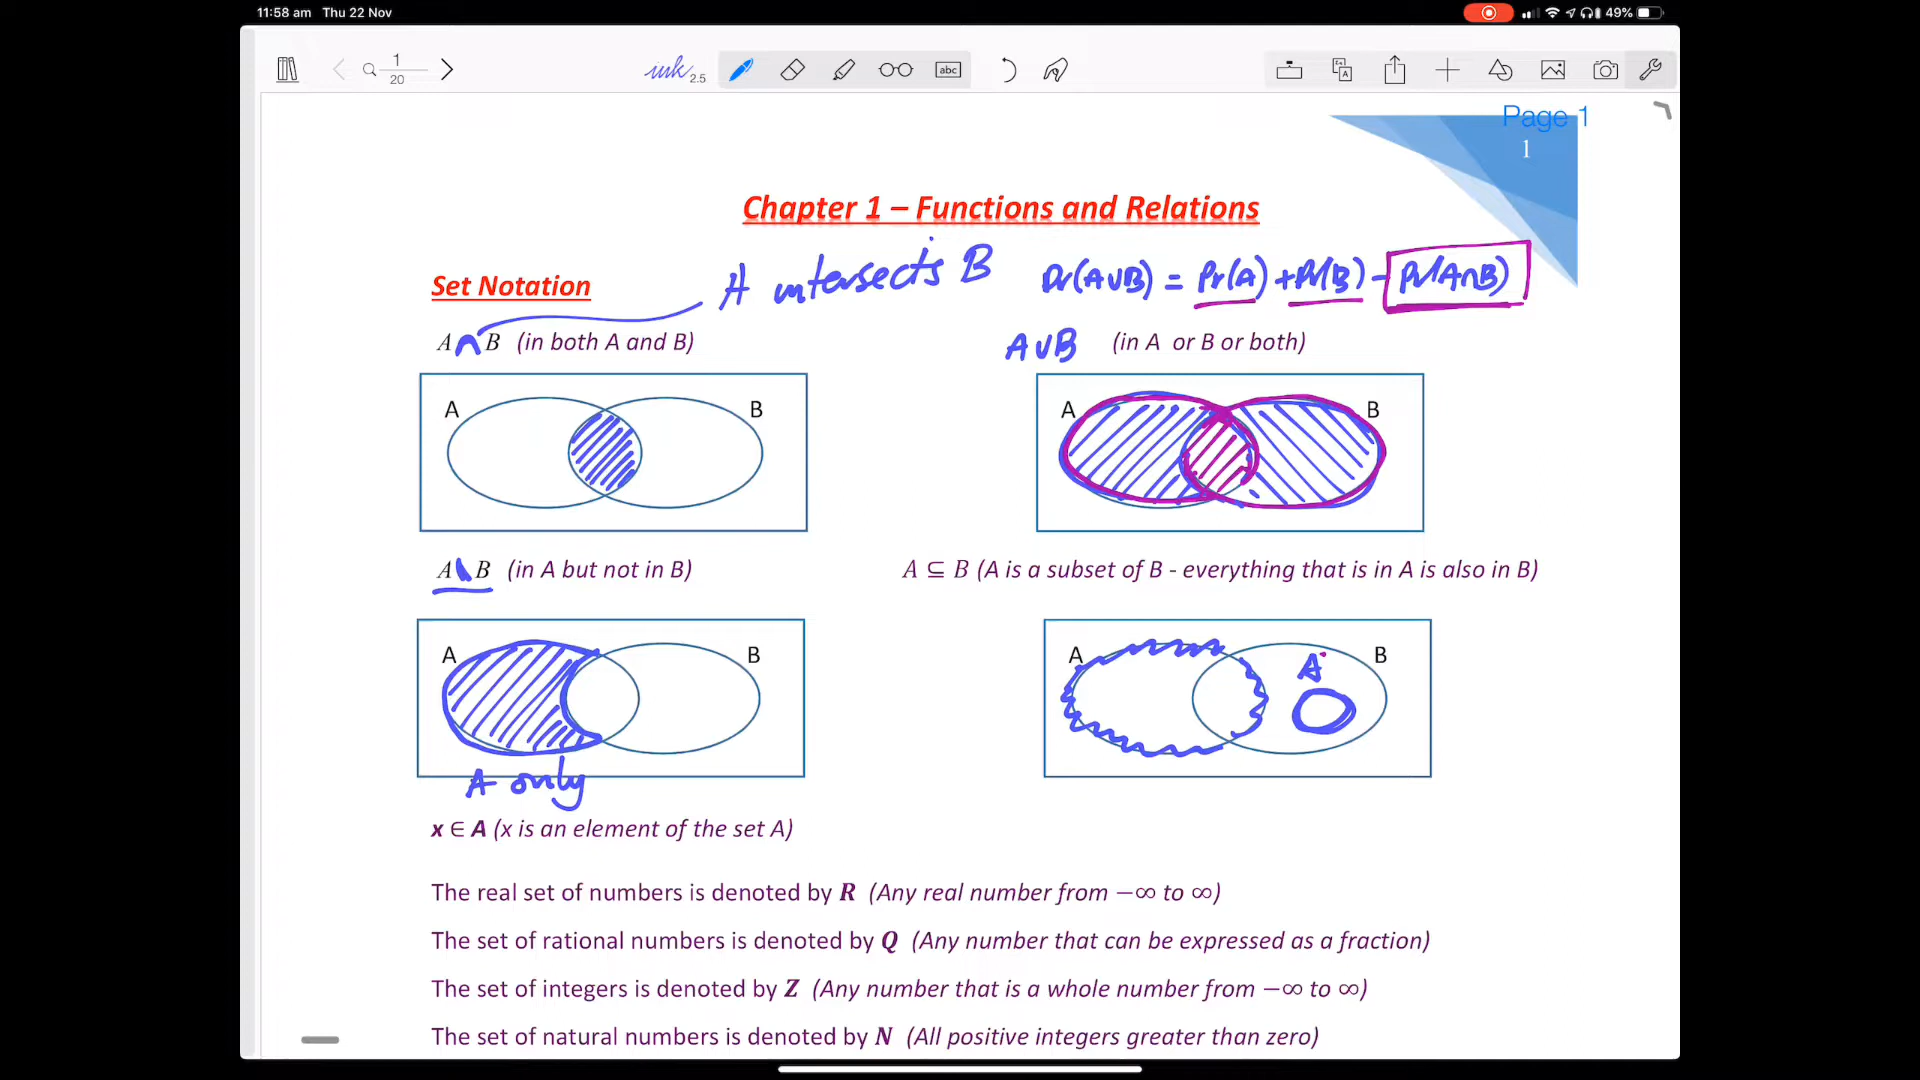 11:58 am Thu 22 Nov
49%
1
20
ink 2.5
abc
Page 1
1
Chapter 1 – Functions and Relations
A intersects B
Pr(A∪B) = Pr(A) + Pr(B) - Pr(A∩B)
Set Notation
A ∩ B (in both A and B)
A∪B (in A or B or both)
A B
A B
A \ B (in A but not in B)
A ⊆ B (A is a subset of B - everything that is in A is also in B)
A B
A A B
A only
x ∈ A (x is an element of the set A)
The real set of numbers is denoted by R (Any real number from −∞ to ∞)
The set of rational numbers is denoted by Q (Any number that can be expressed as a fraction)
The set of integers is denoted by Z (Any number that is a whole number from −∞ to ∞)
The set of natural numbers is denoted by N (All positive integers greater than zero)